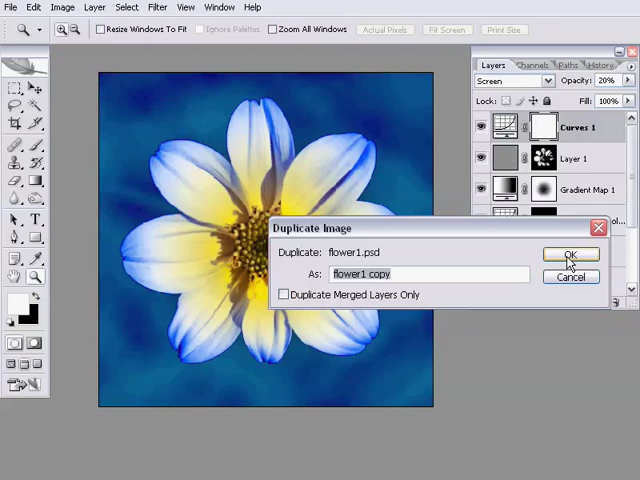 File Edit Image Layer Select Filter View Window Help
Resize Windows To Fit Ignore Palettes Zoom All Windows Actual Pixels Fit Screen Print Size
Layers Channels Paths History
Screen Opacity: 20%
Lock: Fill: 100%
Curves 1
Layer 1
Gradient Map 1
Duplicate Image
Duplicate: flower1.psd OK
As: flower1 copy Cancel
Duplicate Merged Layers Only
T